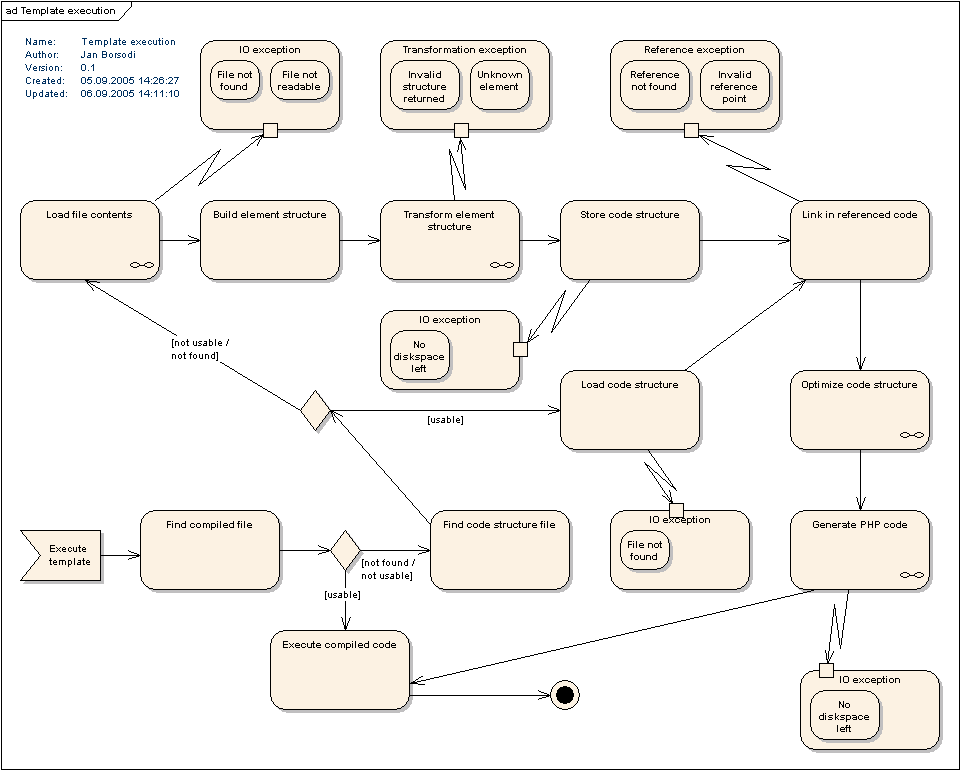 ad Template execution
Name: Template execution
Author: Jan Borsodi
Version: 0.1
Created: 05.09.2005 14:26:27
Updated: 06.09.2005 14:11:10
IO exception
File not
found
File not
readable
Transformation exception
Invalid
structure
returned
Unknown
element
Reference exception
Reference
not found
Invalid
reference
point
Load file contents
Build element structure
Transform element
structure
Store code structure
Link in referenced code
IO exception
No
diskspace
left
[not usable /
not found]
Load code structure
Optimize code structure
[usable]
Execute
template
Find compiled file
[not found /
not usable]
[usable]
Find code structure file
IO exception
File not
found
Generate PHP code
Execute compiled code
IO exception
No
diskspace
left